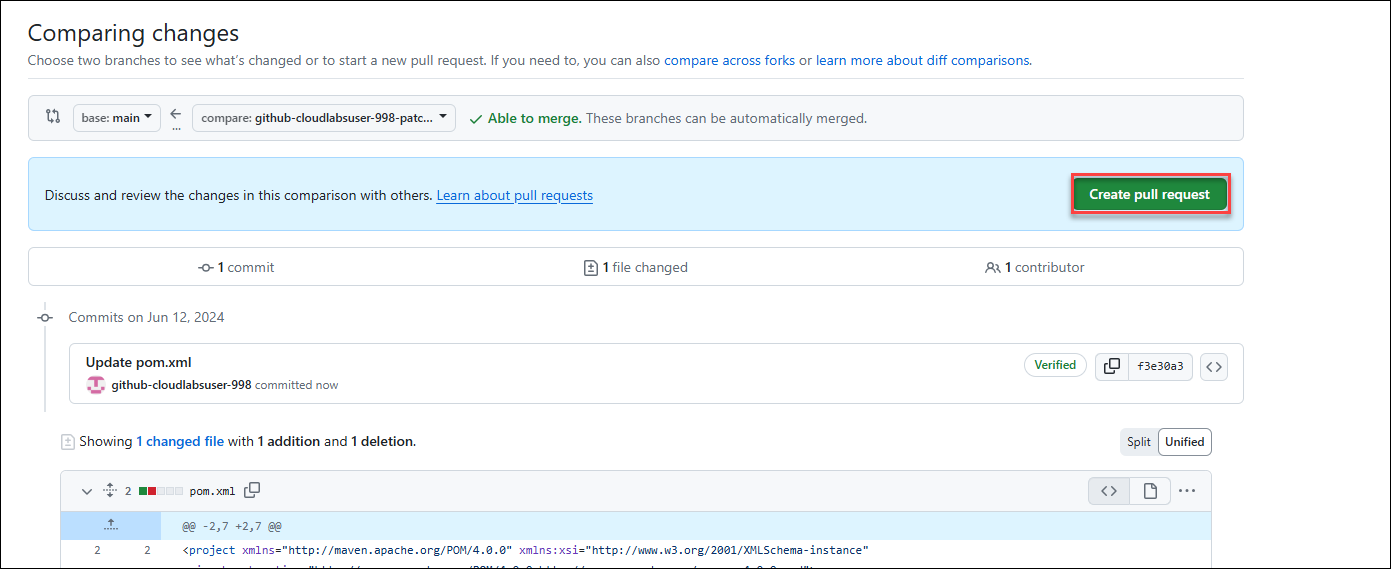 Comparing changes
Choose two branches to see what's changed or to start a new pull request. If you need to, you can also compare across forks or learn more about diff comparisons.
base: main compare: github-cloudlabsuser-998-patc... Able to merge. These branches can be automatically merged.
Discuss and review the changes in this comparison with others. Learn about pull requests Create pull request
1 commit 1 file changed 1 contributor
Commits on Jun 12, 2024
Update pom.xml
github-cloudlabsuser-998 committed now Verified f3e30a3
Showing 1 changed file with 1 addition and 1 deletion. Split Unified
2 pom.xml
@@ -2,7 +2,7 @@
2 2 <project xmlns="http://maven.apache.org/POM/4.0.0" xmlns:xsi="http://www.w3.org/2001/XMLSchema-instance"